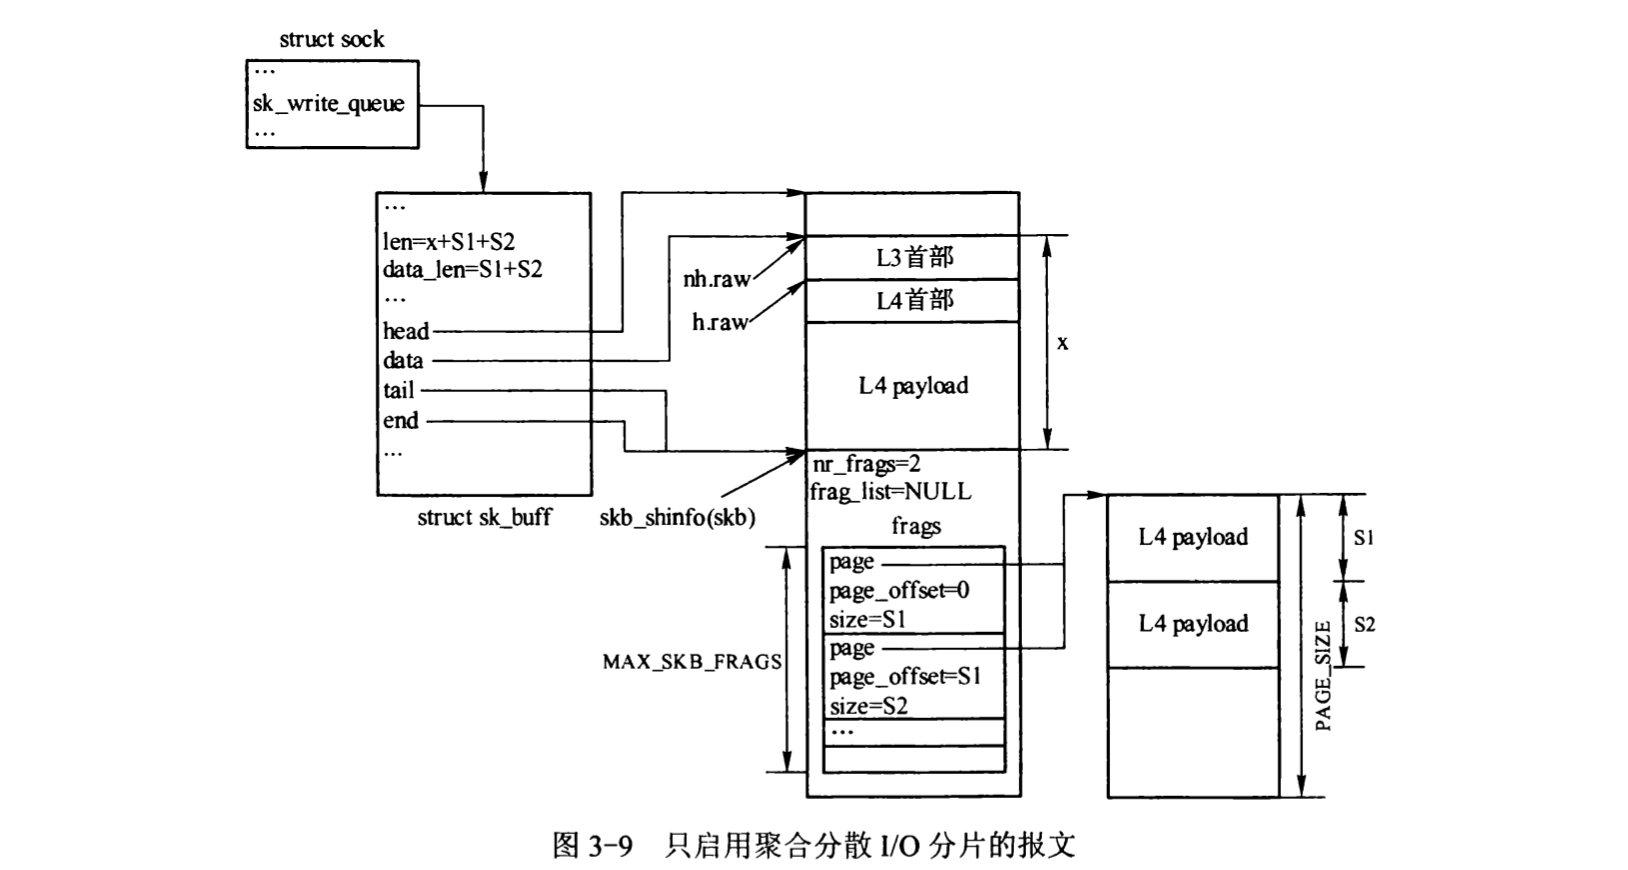 struct sock
...
sk_write_queue
...
...
len=x+S1+S2
data_len=S1+S2
...
head
data
tail
end
...
struct sk_buff
nh.raw
h.raw
skb_shinfo(skb)
L3首部
L4首部
L4 payload
x
nr_frags=2
frag_list=NULL
frags
page
page_offset=0
size=S1
page
page_offset=S1
size=S2
...
MAX_SKB_FRAGS
L4 payload
L4 payload
S1
S2
PAGE_SIZE
图 3-9 只启用聚合分散 I/O 分片的报文